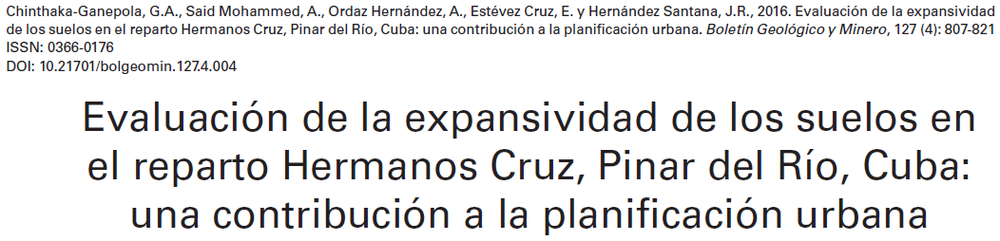 Chinthaka-Ganepola, G.A., Said Mohammed, A., Ordaz Hernández, A., Estévez Cruz, E. y Hernández Santana, J.R., 2016. Evaluación de la expansividad
de los suelos en el reparto Hermanos Cruz, Pinar del Río, Cuba: una contribución a la planificación urbana. Boletín Geológico y Minero, 127 (4): 807-821
ISSN: 0366-0176
DOI: 10.21701/bolgeomin.127.4.004
Evaluación de la expansividad de los suelos en
el reparto Hermanos Cruz, Pinar del Río, Cuba:
una contribución a la planificación urbana